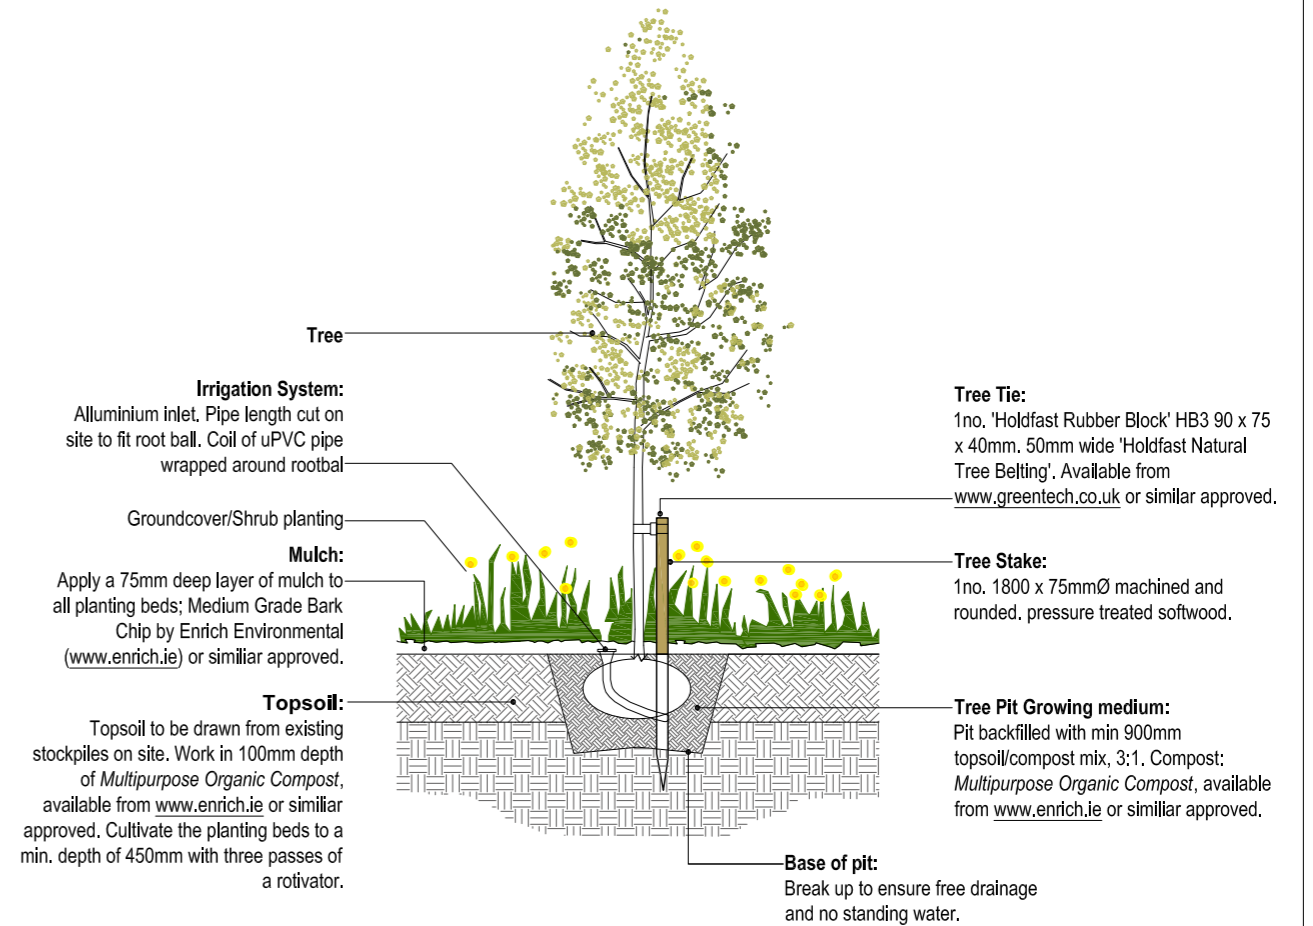 Tree
Irrigation System:
Alluminium inlet. Pipe length cut on
site to fit root ball. Coil of uPVC pipe
wrapped around rootbal
Groundcover/Shrub planting
Mulch:
Apply a 75mm deep layer of mulch to
all planting beds; Medium Grade Bark
Chip by Enrich Environmental
(www.enrich.ie) or similiar approved.
Topsoil:
Topsoil to be drawn from existing
stockpiles on site. Work in 100mm depth
of Multipurpose Organic Compost,
available from www.enrich.ie or similiar
approved. Cultivate the planting beds to a
min. depth of 450mm with three passes of
a rotivator.
Tree Tie:
1no. 'Holdfast Rubber Block' HB3 90 x 75
x 40mm. 50mm wide 'Holdfast Natural
Tree Belting'. Available from
www.greentech.co.uk or similar approved.
Tree Stake:
1no. 1800 x 75mmØ machined and
rounded. pressure treated softwood.
Tree Pit Growing medium:
Pit backfilled with min 900mm
topsoil/compost mix, 3:1. Compost:
Multipurpose Organic Compost, available
from www.enrich.ie or similiar approved.
Base of pit:
Break up to ensure free drainage
and no standing water.